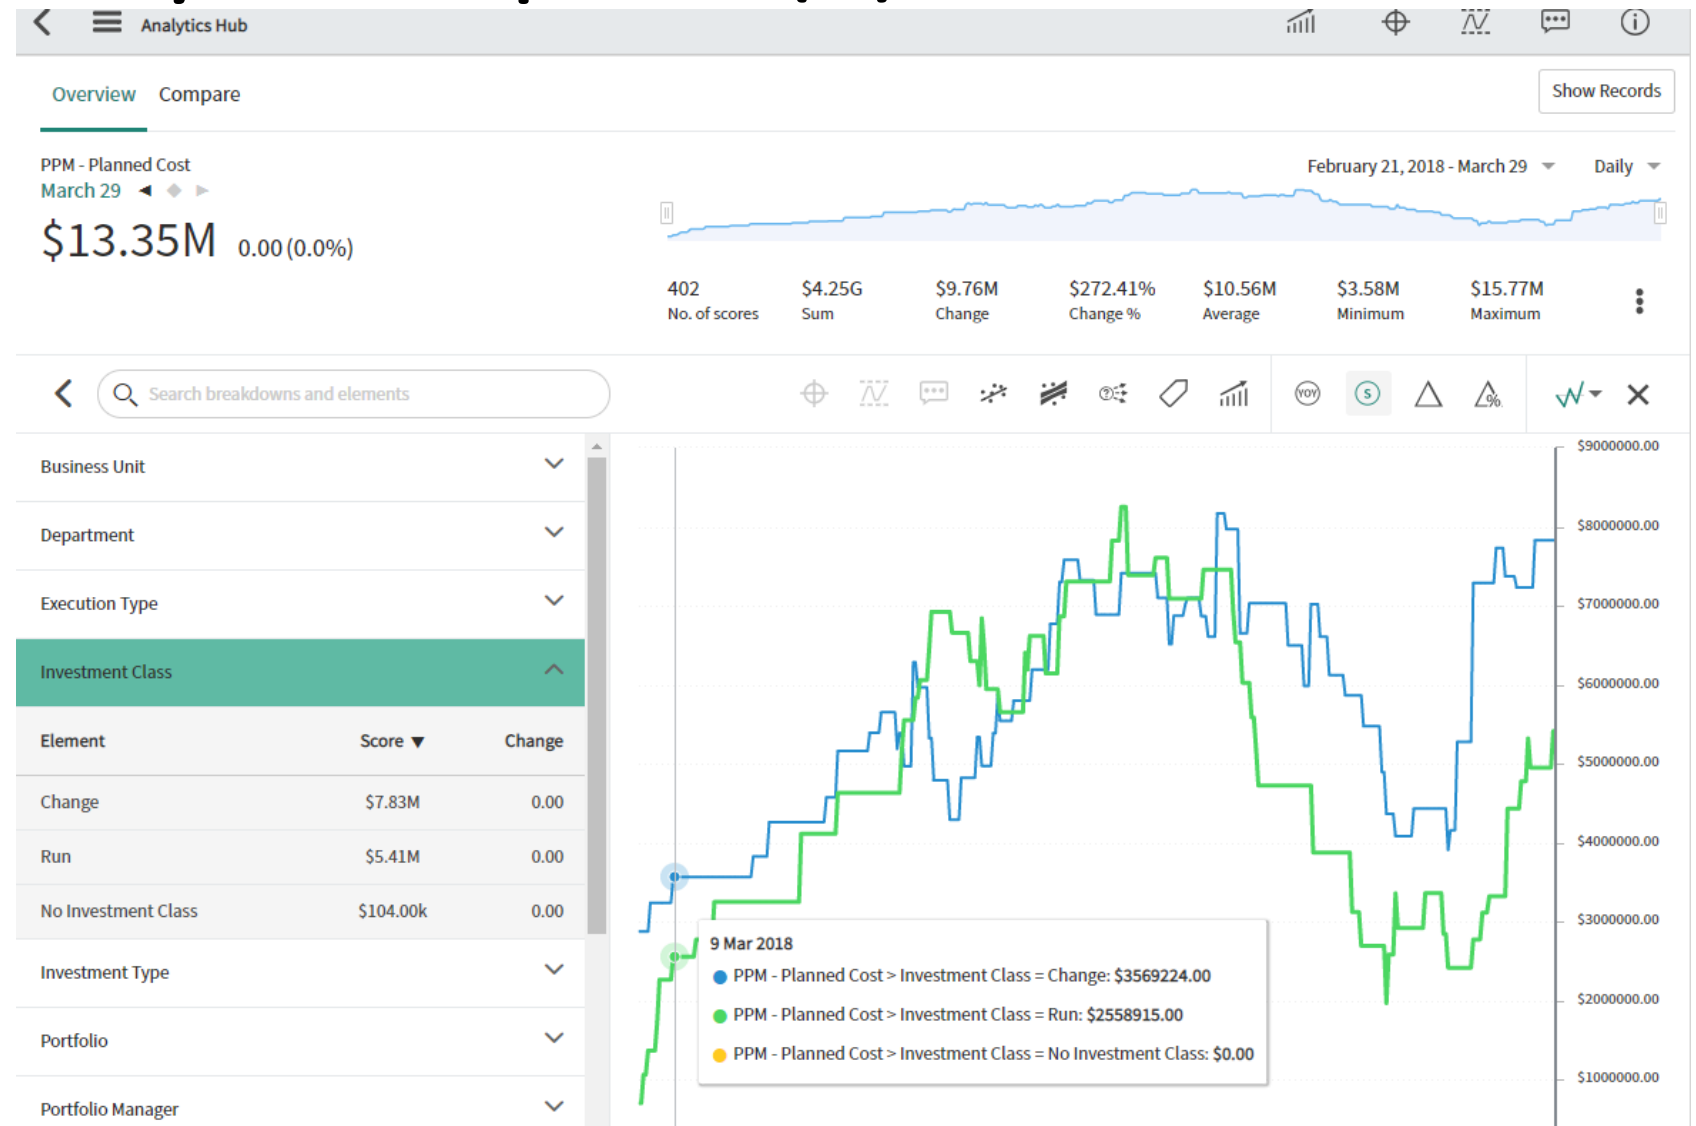 Analytics Hub
Overview Compare
Show Records
PPM - Planned Cost
March 29
$13.35M 0.00 (0.0%)
February 21, 2018 - March 29 Daily
402 $4.25G $9.76M $272.41% $10.56M $3.58M $15.77M
No. of scores Sum Change Change % Average Minimum Maximum
Search breakdowns and elements
YOY S %
Business Unit
Department
Execution Type
Investment Class
Element Score ▼ Change
Change $7.83M 0.00
Run $5.41M 0.00
No Investment Class $104.00k 0.00
Investment Type
Portfolio
Portfolio Manager
$9000000.00
$8000000.00
$7000000.00
$6000000.00
$5000000.00
$4000000.00
$3000000.00
$2000000.00
$1000000.00
9 Mar 2018
PPM - Planned Cost > Investment Class = Change: $3569224.00
PPM - Planned Cost > Investment Class = Run: $2558915.00
PPM - Planned Cost > Investment Class = No Investment Class: $0.00